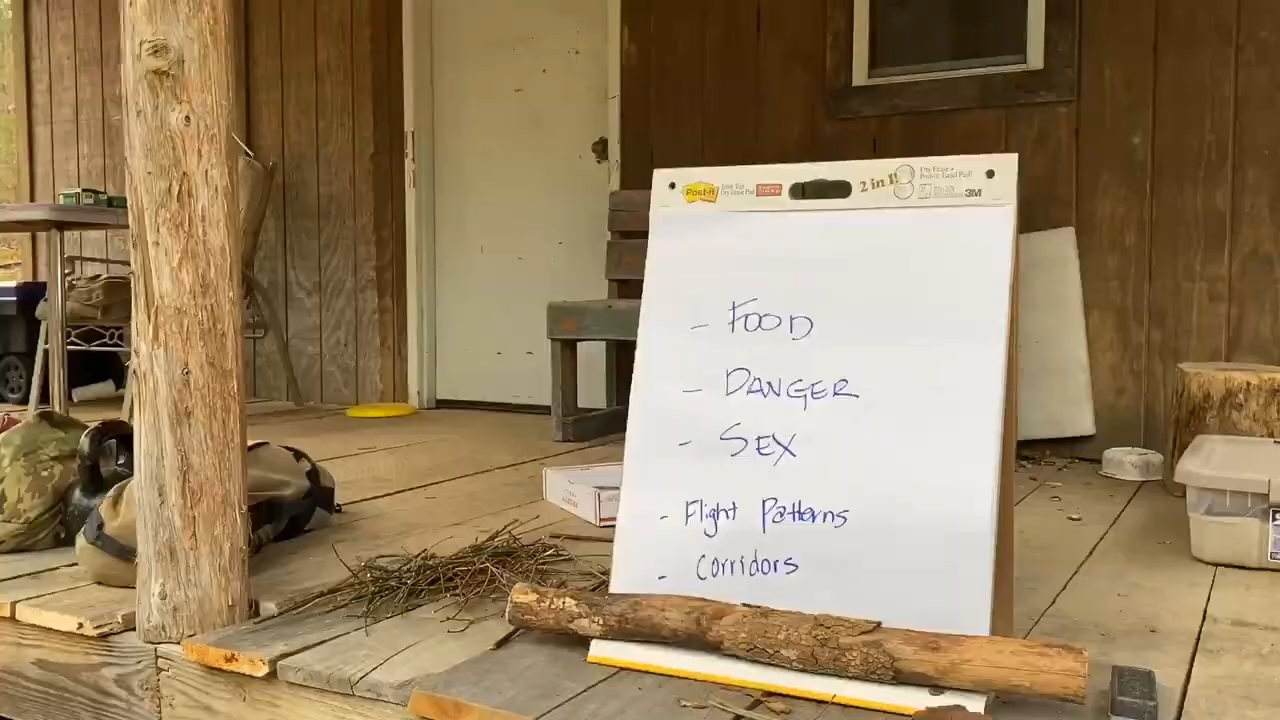 Post-it
2 in 1
3M
- FOOD
- DANGER
- SEX
- Flight Patterns
- Corridors